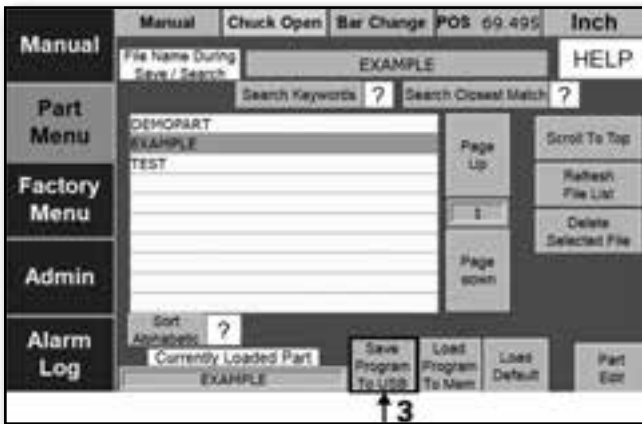 Manual
Chuck Open
Bar Change
POS 69.495
Inch
Manual
File Name During
Save / Search
EXAMPLE
HELP
Search Keywords
?
Search Closest Match
?
Part
Menu
DEMOPART
EXAMPLE
TEST
Page
Up
1
Page
down
Scroll To Top
Refresh
File List
Delete
Selected File
Factory
Menu
Admin
Alarm
Log
Sort
Alphabetic
?
Currently Loaded Part
EXAMPLE
Save
Program
To USB
Load
Program
To Mem
Load
Default
Part
Edit
3